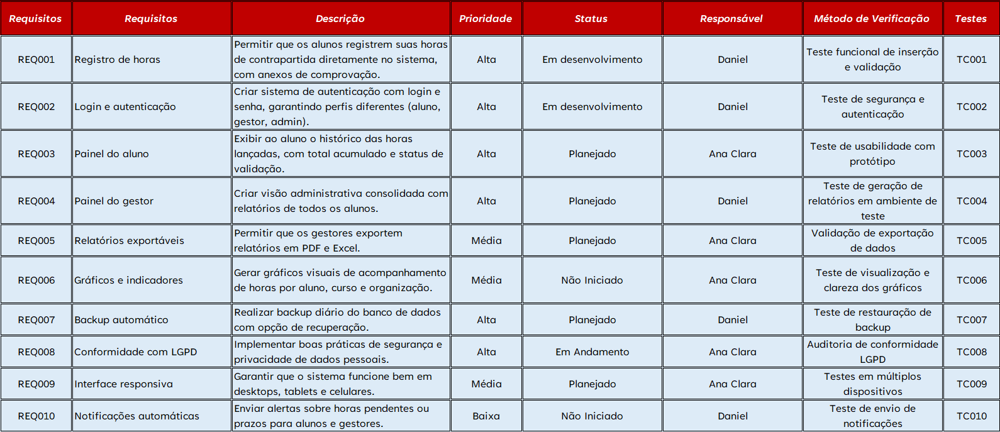 Requisitos Requisitos Descrição Prioridade Status Responsável Método de Verificação Testes
REQ001 Registro de horas Permitir que os alunos registrem suas horas
de contrapartida diretamente no sistema,
com anexos de comprovação. Alta Em desenvolvimento Daniel Teste funcional de inserção
e validação TC001
REQ002 Login e autenticação Criar sistema de autenticação com login e
senha, garantindo perfis diferentes (aluno,
gestor, admin). Alta Em desenvolvimento Daniel Teste de segurança e
autenticação TC002
REQ003 Painel do aluno Exibir ao aluno o histórico das horas
lançadas, com total acumulado e status de
validação. Alta Planejado Ana Clara Teste de usabilidade com
protótipo TC003
REQ004 Painel do gestor Criar visão administrativa consolidada com
relatórios de todos os alunos. Alta Planejado Daniel Teste de geração de
relatórios em ambiente de
teste TC004
REQ005 Relatórios exportáveis Permitir que os gestores exportem
relatórios em PDF e Excel. Média Planejado Ana Clara Validação de exportação
de dados TC005
REQ006 Gráficos e indicadores Gerar gráficos visuais de acompanhamento
de horas por aluno, curso e organização. Média Não Iniciado Ana Clara Teste de visualização e
clareza dos gráficos TC006
REQ007 Backup automático Realizar backup diário do banco de dados
com opção de recuperação. Alta Planejado Daniel Teste de restauração de
backup TC007
REQ008 Conformidade com LGPD Implementar boas práticas de segurança e
privacidade de dados pessoais. Alta Em Andamento Ana Clara Auditoria de conformidade
LGPD TC008
REQ009 Interface responsiva Garantir que o sistema funcione bem em
desktops, tablets e celulares. Média Planejado Ana Clara Testes em múltiplos
dispositivos TC009
REQ010 Notificações automáticas Enviar alertas sobre horas pendentes ou
prazos para alunos e gestores. Baixa Não Iniciado Daniel Teste de envio de
notificações TC010